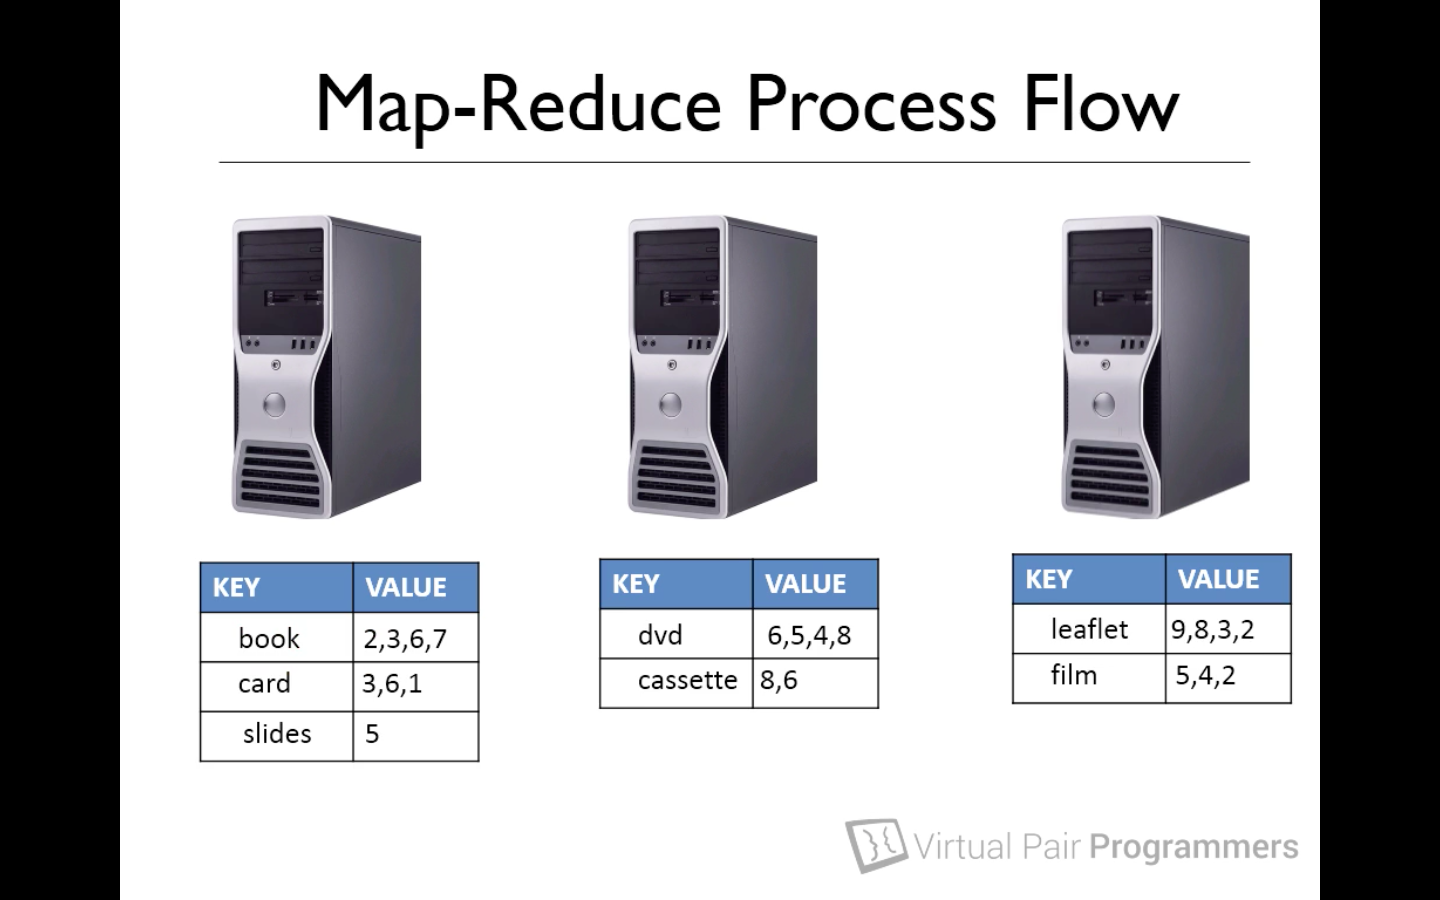 Map-Reduce Process Flow
KEY VALUE
book 2,3,6,7
card 3,6,1
slides 5
KEY VALUE
dvd 6,5,4,8
cassette 8,6
KEY VALUE
leaflet 9,8,3,2
film 5,4,2
Virtual Pair Programmers